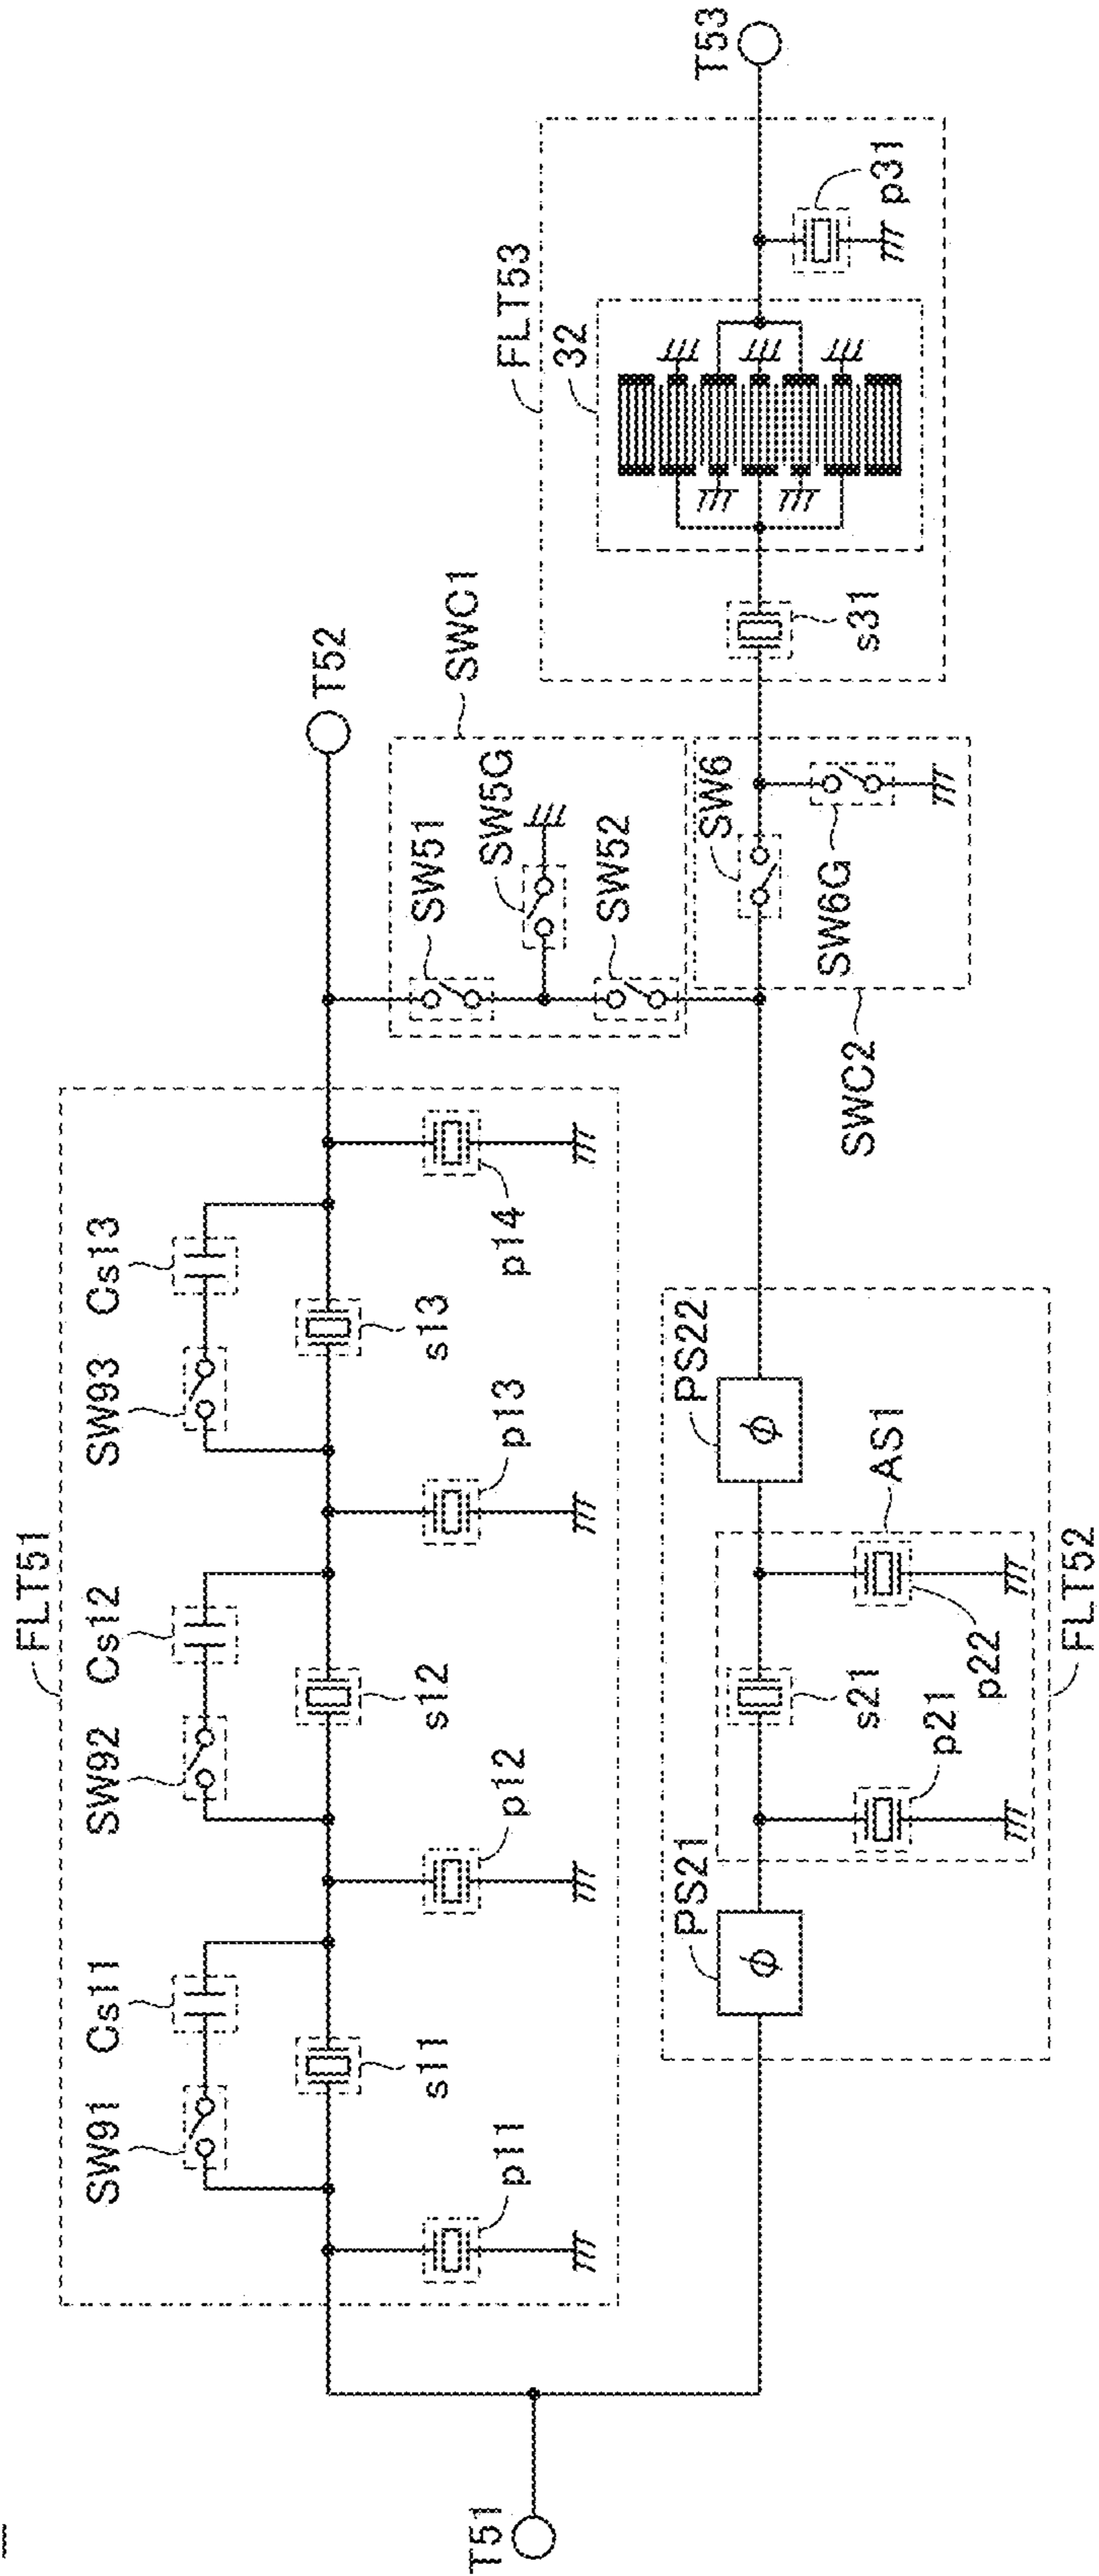 FLT51
SW91
Cs11
SW92
Cs12
SW93
Cs13
s11
s12
s13
p11
p12
p13
p14
T52
T51
SWC1
SW51
SW5G
SW52
FLT53
32
T53
PS21
PS22
SW6
s31
p31
s21
AS1
p21
p22
SW6G
SWC2
FLT52
φ
φ